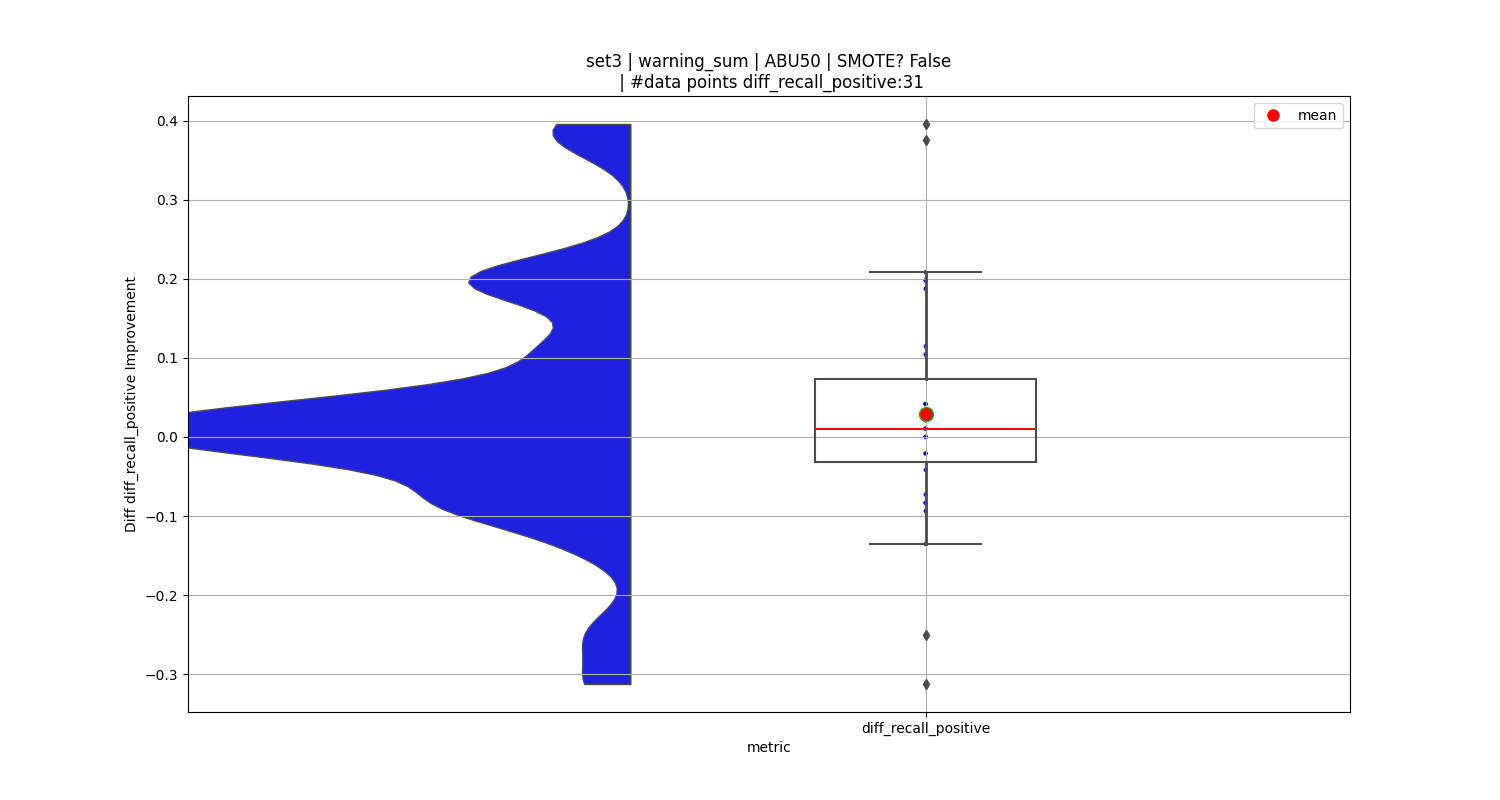 set3 | warning_sum | ABU50 | SMOTE? False
| #data points diff_recall_positive:31
mean
0.4
0.3
0.2
0.1
0.0
−0.1
−0.2
−0.3
Diff diff_recall_positive Improvement
diff_recall_positive
metric